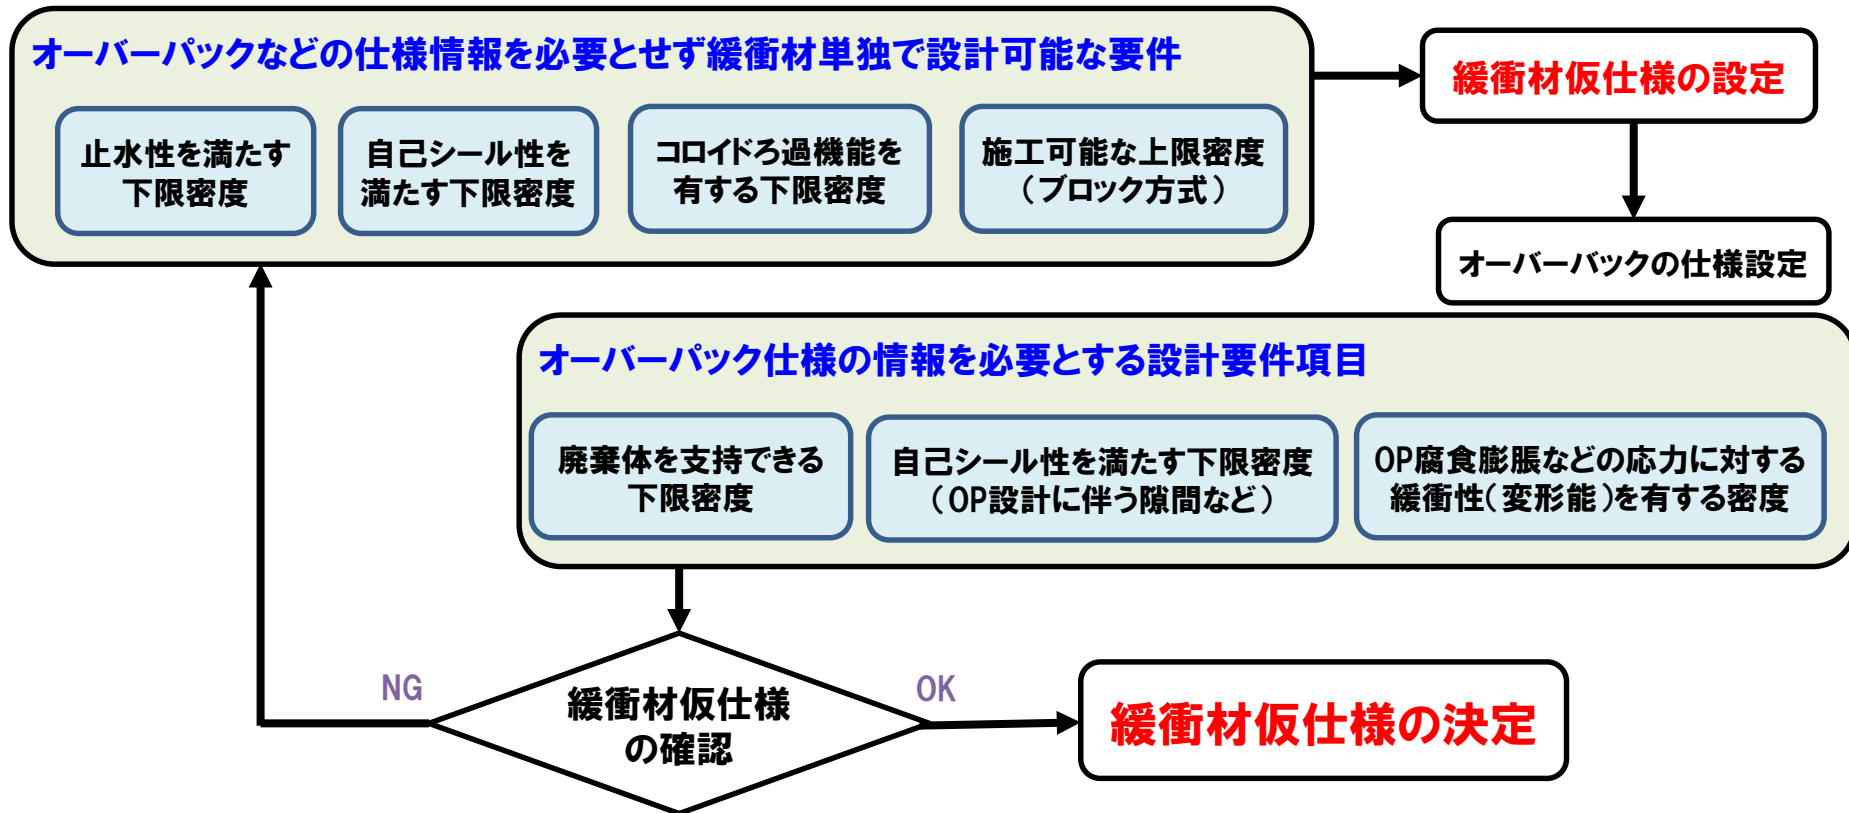 オーバーパックなどの仕様情報を必要とせず緩衝材単独で設計可能な要件
止水性を満たす
下限密度
自己シール性を
満たす下限密度
コロイドろ過機能を
有する下限密度
施工可能な上限密度
(ブロック方式)
緩衝材仮仕様の設定
オーバーバックの仕様設定
オーバーパック仕様の情報を必要とする設計要件項目
廃棄体を支持できる
下限密度
自己シール性を満たす下限密度
(OP設計に伴う隙間など)
OP腐食膨脹などの応力に対する
緩衝性(変形能)を有する密度
NG
緩衝材仮仕様
の確認
OK
緩衝材仮仕様の決定